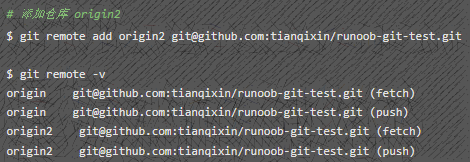 # 添加仓库 origin2
$ git remote add origin2 git@github.com:tianqixin/runoob-git-test.git
$ git remote -v
origin    git@github.com:tianqixin/runoob-git-test.git (fetch)
origin    git@github.com:tianqixin/runoob-git-test.git (push)
origin2    git@github.com:tianqixin/runoob-git-test.git (fetch)
origin2    git@github.com:tianqixin/runoob-git-test.git (push)